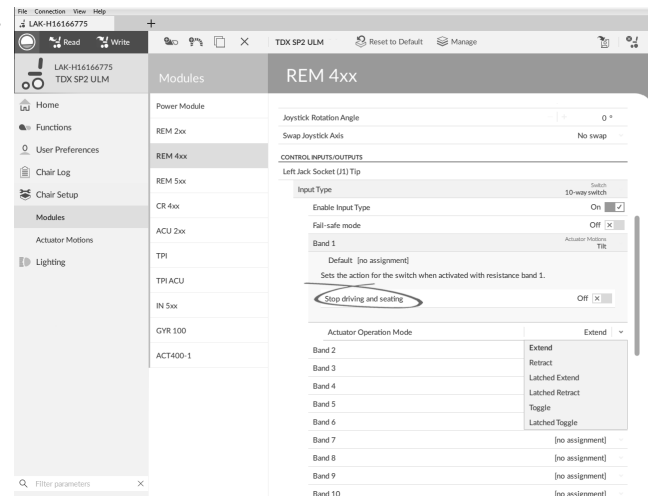 File Connection View Help
LAK-H16166775 +
Read Write TDX SP2 ULM Reset to Default Manage
LAK-H16166775
TDX SP2 ULM
Home
Functions
User Preferences
Chair Log
Chair Setup
Modules
Actuator Motions
Lighting
Filter parameters
Modules
Power Module
REM 2xx
REM 4xx
REM 5xx
CR 4xx
ACU 2xx
TPI
TPI ACU
IN 5xx
GYR 100
ACT400-1
REM 4xx
Joystick Rotation Angle 0 °
Swap Joystick Axis No swap
CONTROL INPUTS/OUTPUTS
Left Jack Socket (J1) Tip
Switch
Input Type 10-way switch
Enable Input Type On
Fail-safe mode Off
Actuator Motions
Band 1 Tilt
Default [no assignment]
Sets the action for the switch when activated with resistance band 1.
Stop driving and seating Off
Actuator Operation Mode Extend
Extend
Retract
Latched Extend
Latched Retract
Toggle
Latched Toggle
Band 2
Band 3
Band 4
Band 5
Band 6
Band 7 [no assignment]
Band 8 [no assignment]
Band 9 [no assignment]
Band 10 [no assignment]